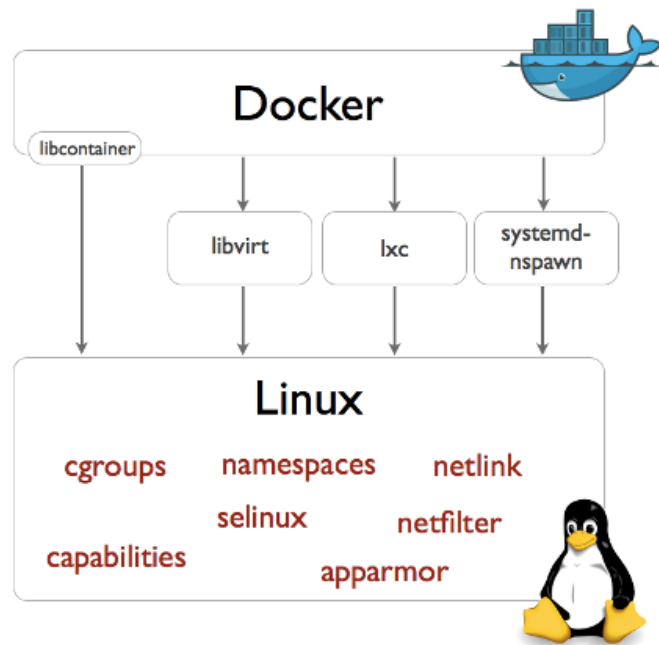 Docker
libcontainer
libvirt
lxc
systemd-
nspawn
Linux
cgroups
namespaces
netlink
selinux
netfilter
capabilities
apparmor